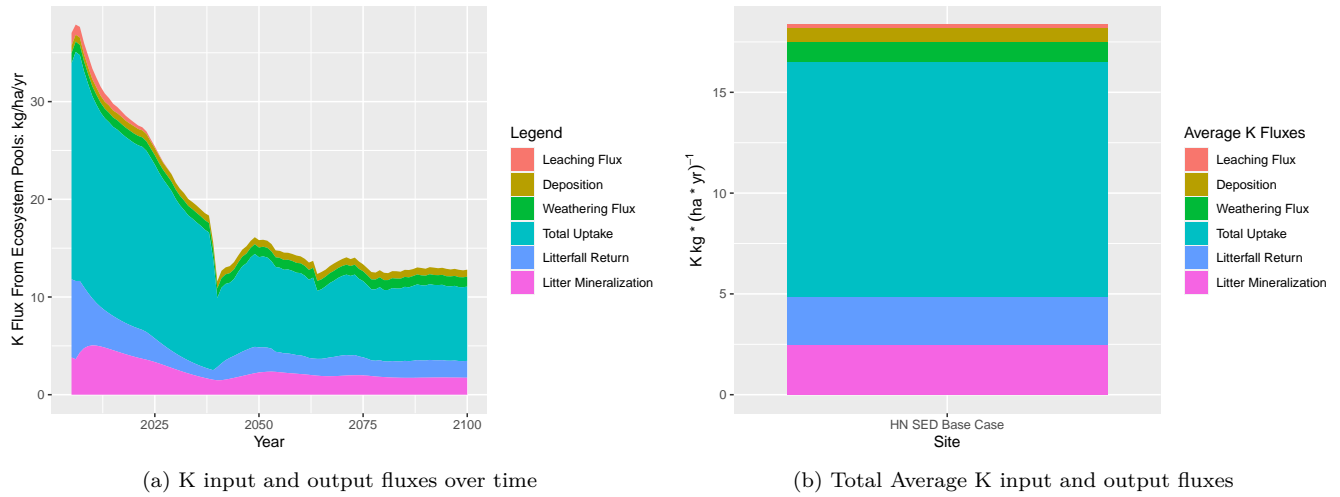 K Flux From Ecosystem Pools: kg/ha/yr
30
20
10
0
2025
2050
2075
2100
Year
Legend
Leaching Flux
Deposition
Weathering Flux
Total Uptake
Litterfall Return
Litter Mineralization
(a) K input and output fluxes over time
K kg * (ha * yr)⁻¹
15
10
5
0
HN SED Base Case
Site
Average K Fluxes
Leaching Flux
Deposition
Weathering Flux
Total Uptake
Litterfall Return
Litter Mineralization
(b) Total Average K input and output fluxes